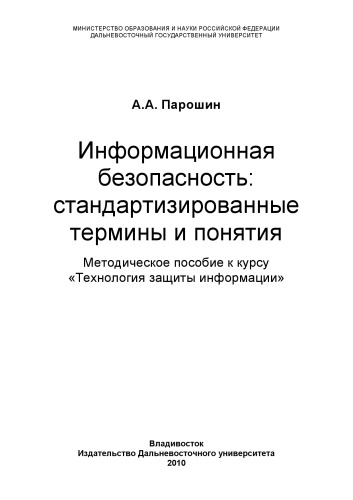 МИНИСТЕРСТВО ОБРАЗОВАНИЯ И НАУКИ РОССИЙСКОЙ ФЕДЕРАЦИИ
ДАЛЬНЕВОСТОЧНЫЙ ГОСУДАРСТВЕННЫЙ УНИВЕРСИТЕТ
А.А. Парошин
Информационная
безопасность:
стандартизированные
термины и понятия
Методическое пособие к курсу
«Технология защиты информации»
Владивосток
Издательство Дальневосточного университета
2010